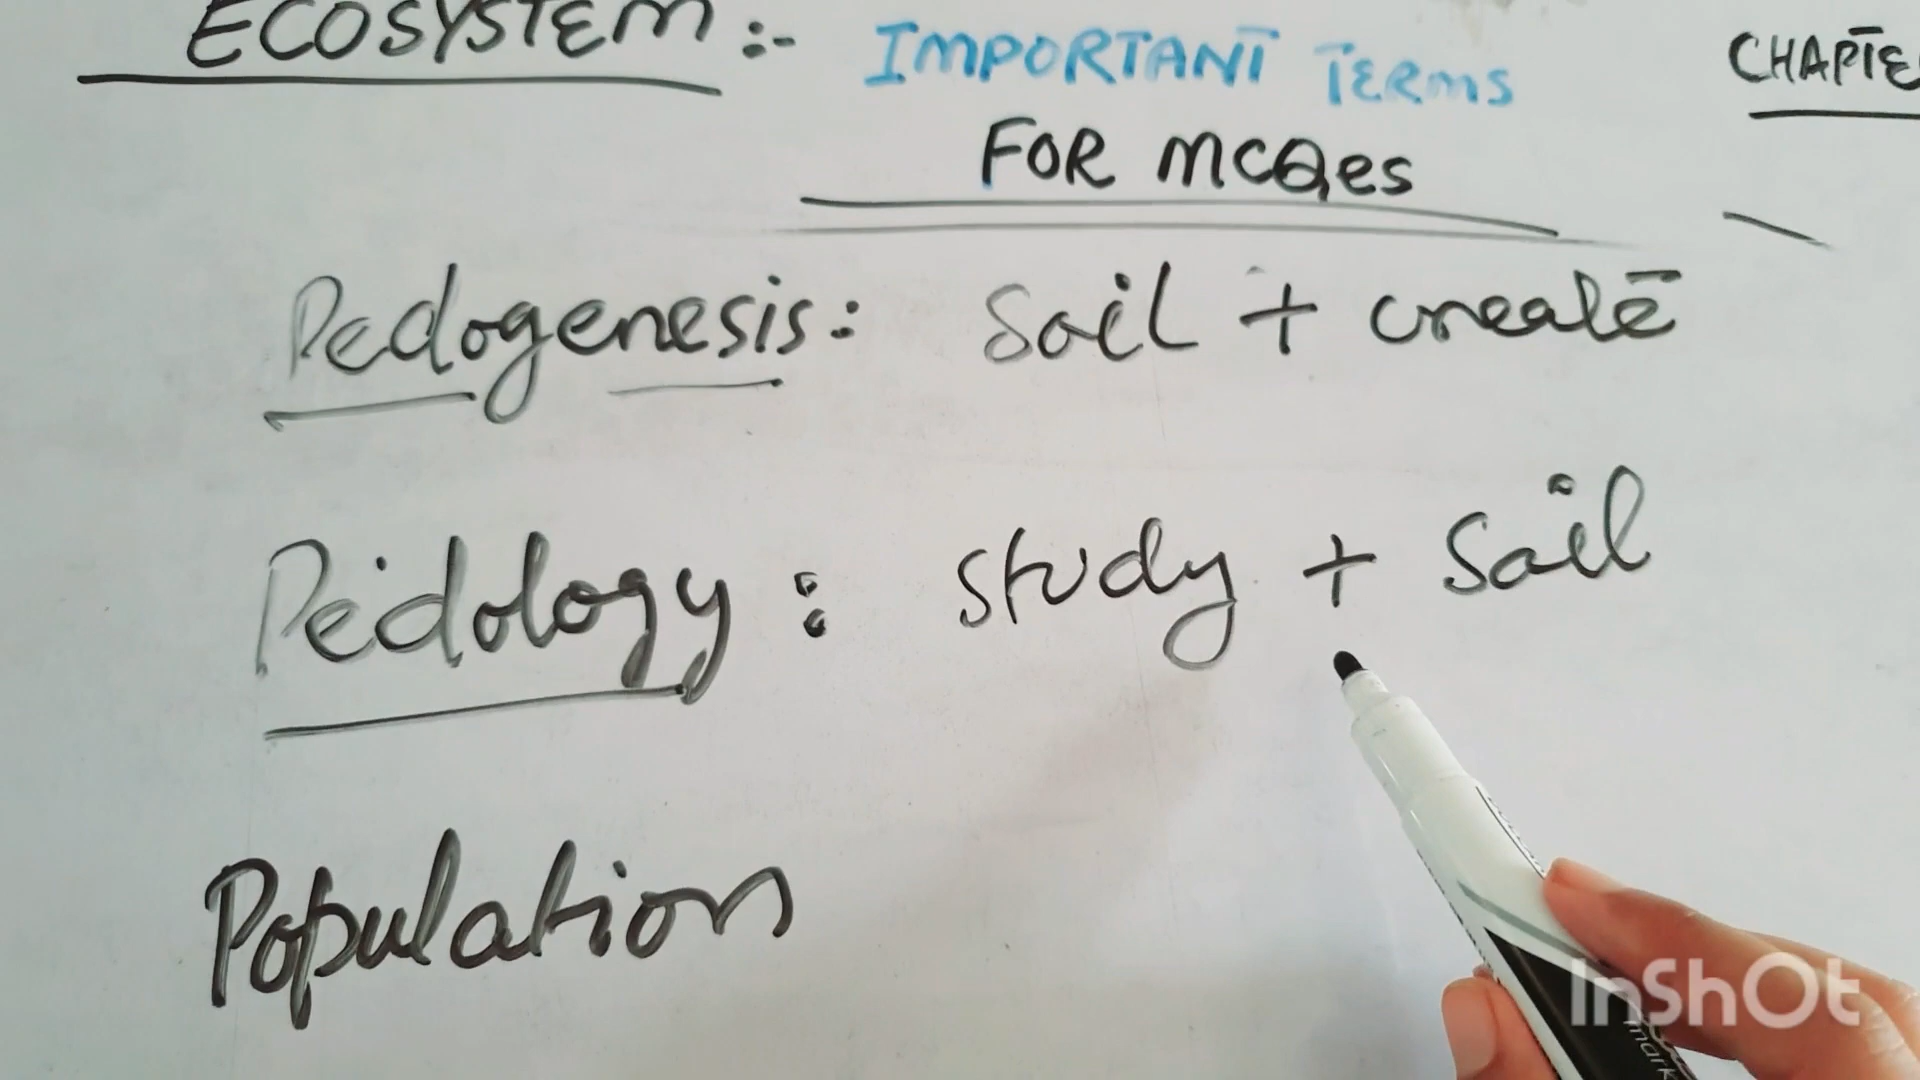 ECOSYSTEM :- IMPORTANT TERMS CHAPTE
FOR MCQes
Pedogenesis: Soil + create
Pedology: study + Soil
Population
InShOt